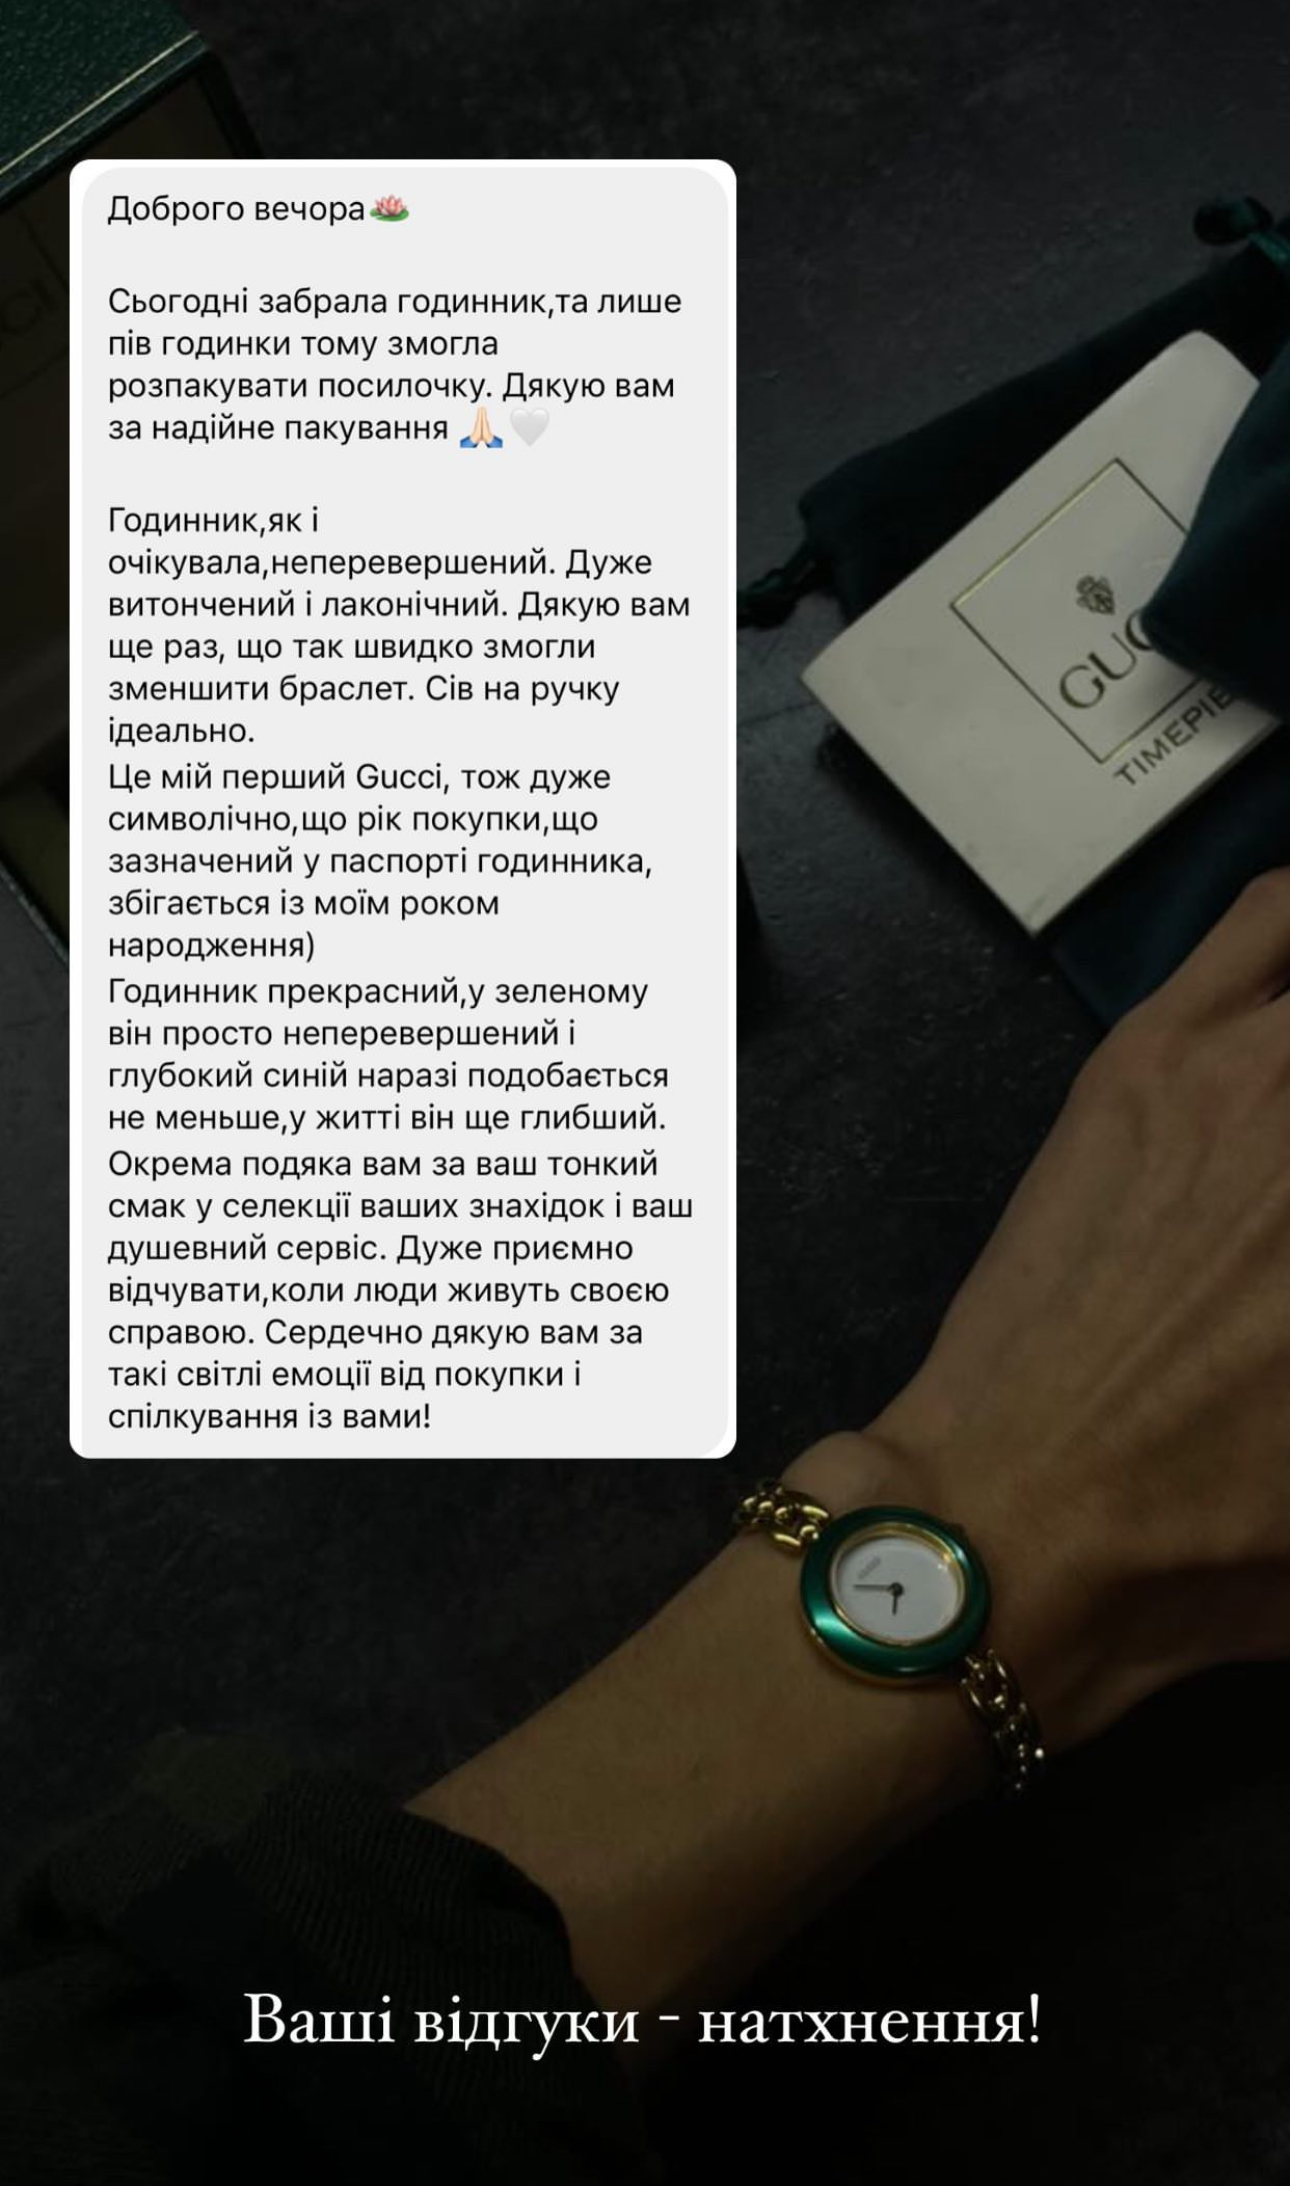 Доброго вечора🪷
Сьогодні забрала годинник,та лише
пів годинки тому змогла
розпакувати посилочку. Дякую вам
за надійне пакування 🙏🏻🤍
Годинник,як і
очікувала,неперевершений. Дуже
витончений і лаконічний. Дякую вам
ще раз, що так швидко змогли
зменшити браслет. Сів на ручку
ідеально.
Це мій перший Gucci, тож дуже
символічно,що рік покупки,що
зазначений у паспорті годинника,
збігається із моїм роком
народження)
Годинник прекрасний,у зеленому
він просто неперевершений і
глубокий синій наразі подобається
не меньше,у житті він ще глибший.
Окрема подяка вам за ваш тонкий
смак у селекції ваших знахідок і ваш
душевний сервіс. Дуже приємно
відчувати,коли люди живуть своєю
справою. Сердечно дякую вам за
такі світлі емоції від покупки і
спілкування із вами!
GUC
TIMEPIE
GUCCI
Ваші відгуки - натхнення!